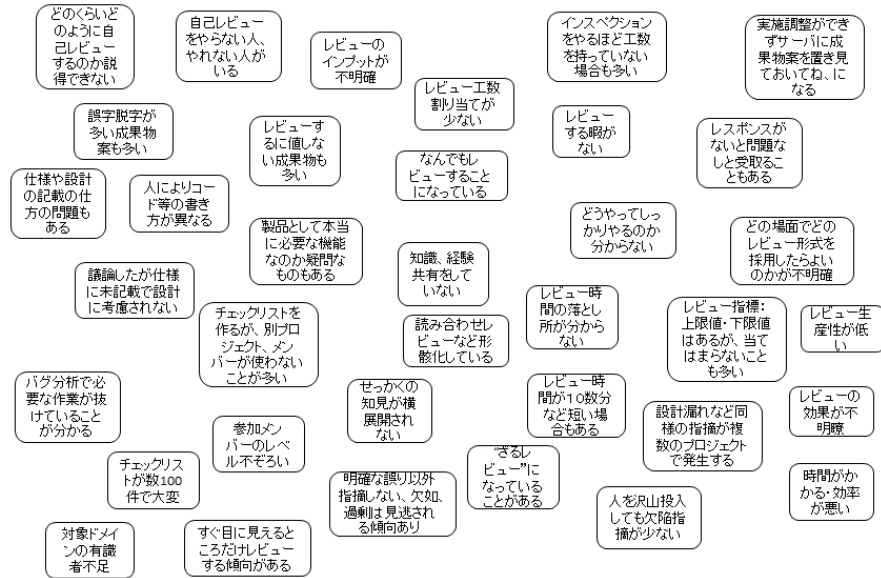 どのくらいど
のように自
己レビュー
するのか説
得できない
自己レビュー
をやらない人、
やれない人が
いる
レビューの
インプットが
不明確
インスペクション
をやるほど工数
を持っていない
場合も多い
実施調整ができ
ずサーバに成
果物案を置き見
ておいてね、に
なる
レビュー工数
割り当てが
少ない
誤字脱字が
多い成果物
案も多い
レビューす
るに値しな
い成果物も
多い
レビュー
する暇が
ない
レスポンスが
ないと問題な
しと受取るこ
ともある
なんでもレ
ビューすること
になっている
仕様や設計
の記載の仕
方の問題も
ある
人によりコー
ド等の書き
方が異なる
どうやってしっ
かりやるのか
分からない
製品として本当
に必要な機能
なのか疑問な
ものもある
どの場面でどの
レビュー形式を
採用したらよい
のかが不明確
知識、経験
共有をして
いない
議論したが仕様
に未記載で設計
に考慮されない
レビュー時
間の落とし
所が分から
ない
チェックリストを
作るが、別プロ
ジェクト、メン
バーが使わない
ことが多い
レビュー指標：
上限値・下限値
はあるが、当て
はまらないこと
も多い
レビュー生
産性が低
い
読み合わせレ
ビューなど形
骸化している
バグ分析で必
要な作業が抜
けていること
が分かる
せっかくの
知見が横
展開され
ない
レビュー時
間が10数分
など短い場
合もある
レビューの
効果が不
明瞭
設計漏れなど同
様の指摘が複
数のプロジェクト
で発生する
参加メン
バーのレベ
ル不ぞろい
“ざるレ
ビュー”に
なっている
ことがある
チェックリス
トが数100
件で大変
明確な誤り以外
指摘しない、欠如、
過剰は見逃され
る傾向あり
時間がか
かる・効率
が悪い
人を沢山投入
しても欠陥指
摘が少ない
対象ドメイ
ンの有識
者不足
すぐ目に見えると
ころだけレビュー
する傾向がある